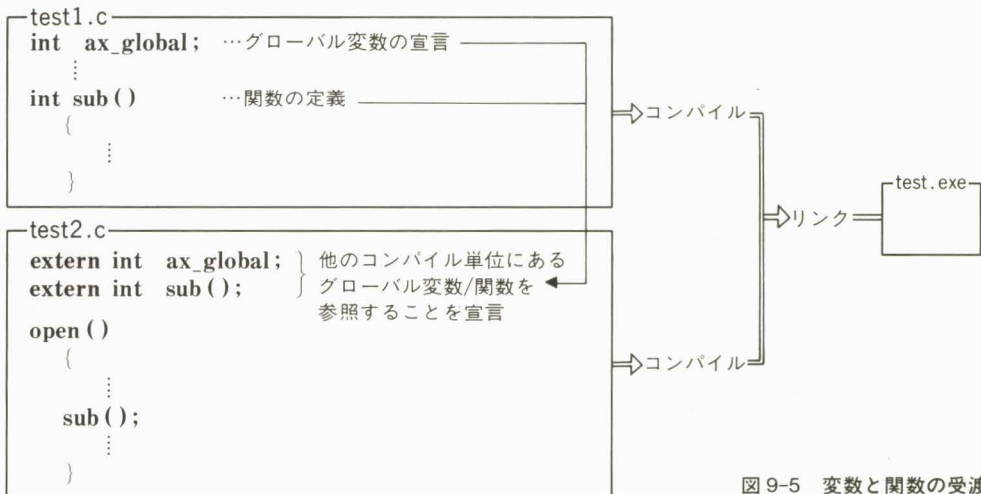 test1.c
int ax_global; …グローバル変数の宣言
⋮
int sub() …関数の定義
{
⋮
}
コンパイル
test2.c
extern int ax_global;
extern int sub();
} 他のコンパイル単位にある
グローバル変数/関数を
参照することを宣言
open()
{
⋮
sub();
⋮
}
コンパイル
リンク
test.exe
図9-5 変数と関数の受渡